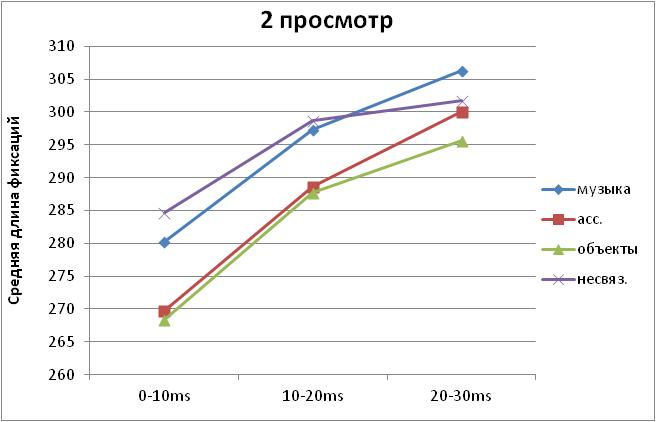 2 просмотр
Средняя длина фиксаций
310
305
300
295
290
285
280
275
270
265
260
0-10ms
10-20ms
20-30ms
музыка
асс.
объекты
несвяз.